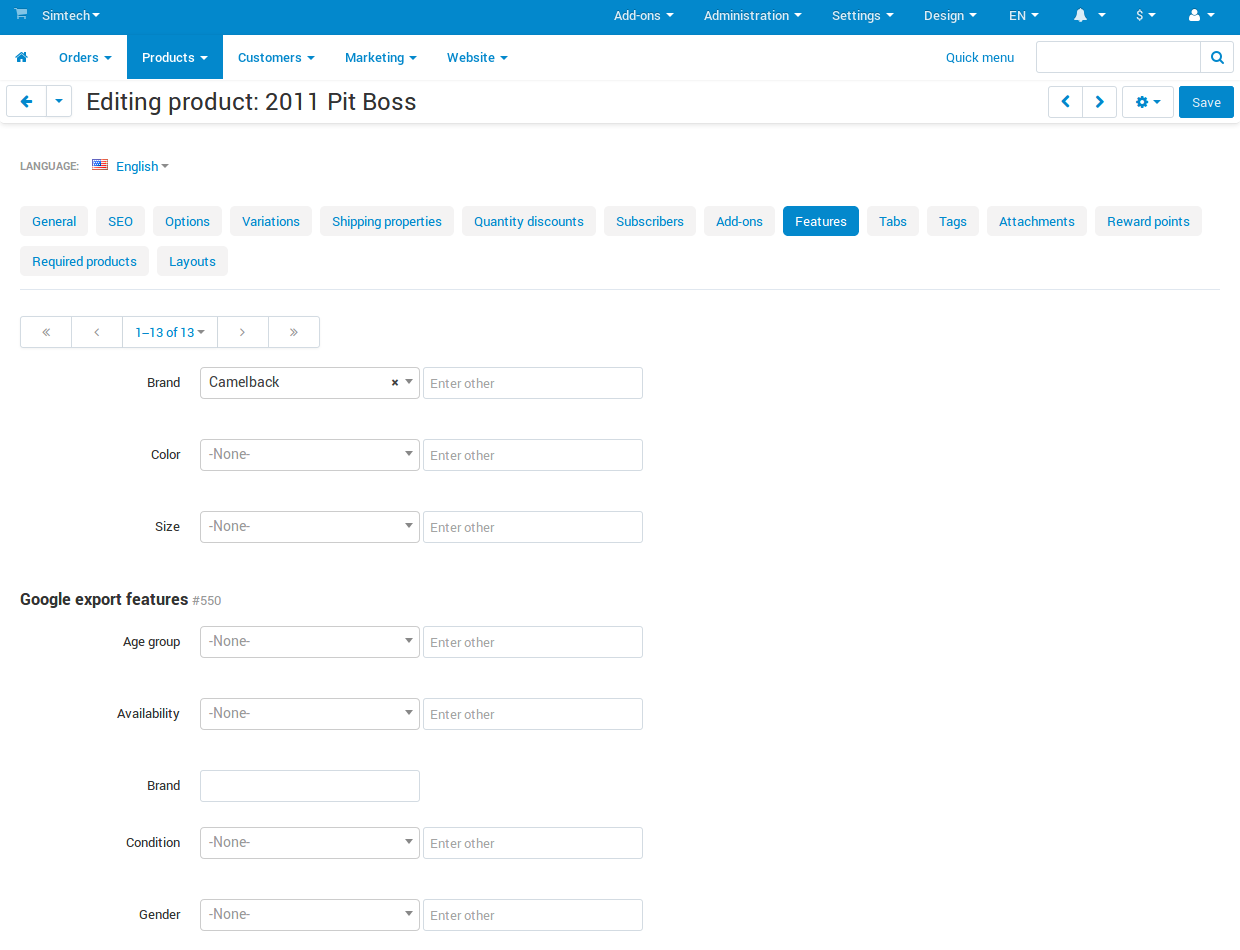 Simtech Add-ons Administration Settings Design EN $
Orders Products Customers Marketing Website Quick menu
Editing product: 2011 Pit Boss Save
LANGUAGE: English
General SEO Options Variations Shipping properties Quantity discounts Subscribers Add-ons Features Tabs Tags Attachments Reward points
Required products Layouts
« ‹ 1–13 of 13 › »
Brand Camelback × Enter other
Color -None- Enter other
Size -None- Enter other
Google export features #550
Age group -None- Enter other
Availability -None- Enter other
Brand
Condition -None- Enter other
Gender -None- Enter other